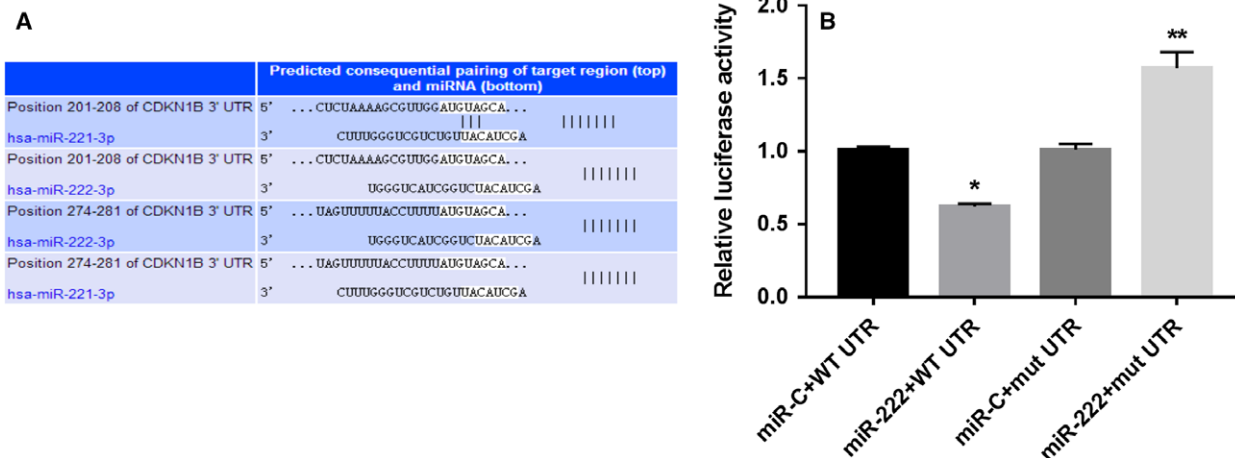 A
Predicted consequential pairing of target region (top)
and miRNA (bottom)
Position 201-208 of CDKN1B 3' UTR 5' ...CUCUAAAAGCGUUGGAUGUAGCA...
hsa-miR-221-3p 3' CUUUGGGUCGUCUGUUACAUCGA
Position 201-208 of CDKN1B 3' UTR 5' ...CUCUAAAAGCGUUGGAUGUAGCA...
hsa-miR-222-3p 3' UGGGUCAUCGGUCUACAUCGA
Position 274-281 of CDKN1B 3' UTR 5' ...UAGUUUUUACCUUUUAUGUAGCA...
hsa-miR-222-3p 3' UGGGUCAUCGGUCUACAUCGA
Position 274-281 of CDKN1B 3' UTR 5' ...UAGUUUUUACCUUUUAUGUAGCA...
hsa-miR-221-3p 3' CUUUGGGUCGUCUGUUACAUCGA
B
Relative luciferase activity
2.0
1.5
1.0
0.5
0.0
*
**
miR-C+WT UTR
miR-222+WT UTR
miR-C+mut UTR
miR-222+mut UTR